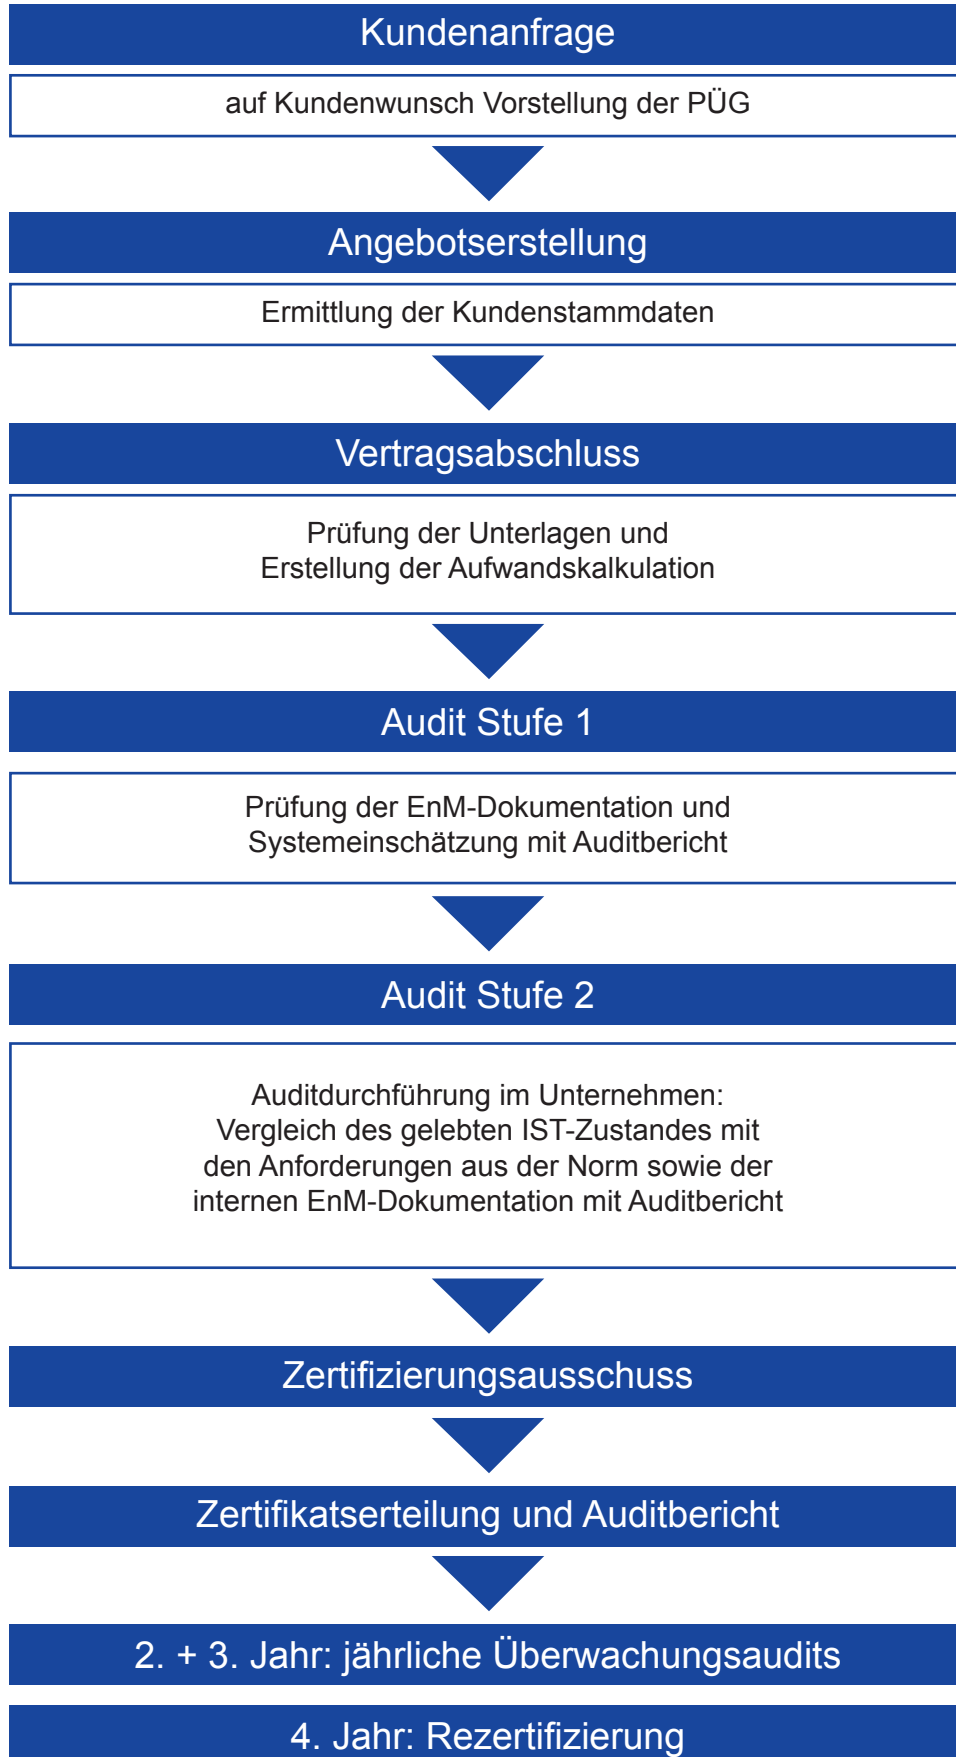 Kundenanfrage
auf Kundenwunsch Vorstellung der PÜG
Angebotserstellung
Ermittlung der Kundenstammdaten
Vertragsabschluss
Prüfung der Unterlagen und
Erstellung der Aufwandskalkulation
Audit Stufe 1
Prüfung der EnM-Dokumentation und
Systemeinschätzung mit Auditbericht
Audit Stufe 2
Auditdurchführung im Unternehmen:
Vergleich des gelebten IST-Zustandes mit
den Anforderungen aus der Norm sowie der
internen EnM-Dokumentation mit Auditbericht
Zertifizierungsausschuss
Zertifikatserteilung und Auditbericht
2. + 3. Jahr: jährliche Überwachungsaudits
4. Jahr: Rezertifizierung